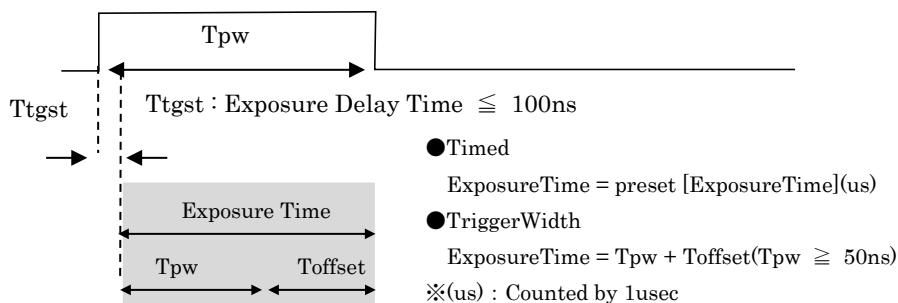 Tpw
Ttgst
Ttgst : Exposure Delay Time ≦ 100ns
●Timed
ExposureTime = preset [ExposureTime](us)
●TriggerWidth
ExposureTime = Tpw + Toffset(Tpw ≧ 50ns)
※(us) : Counted by 1usec
Exposure Time
Tpw Toffset